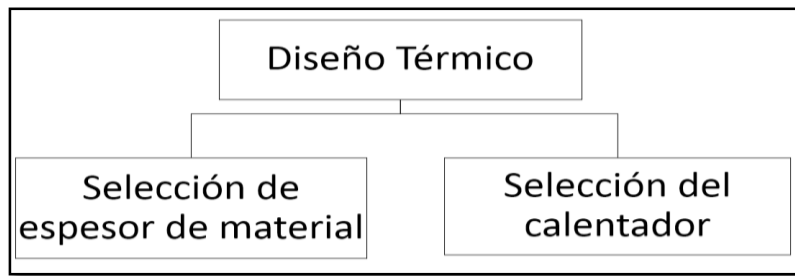 Diseño Térmico
Selección de
espesor de material
Selección del
calentador